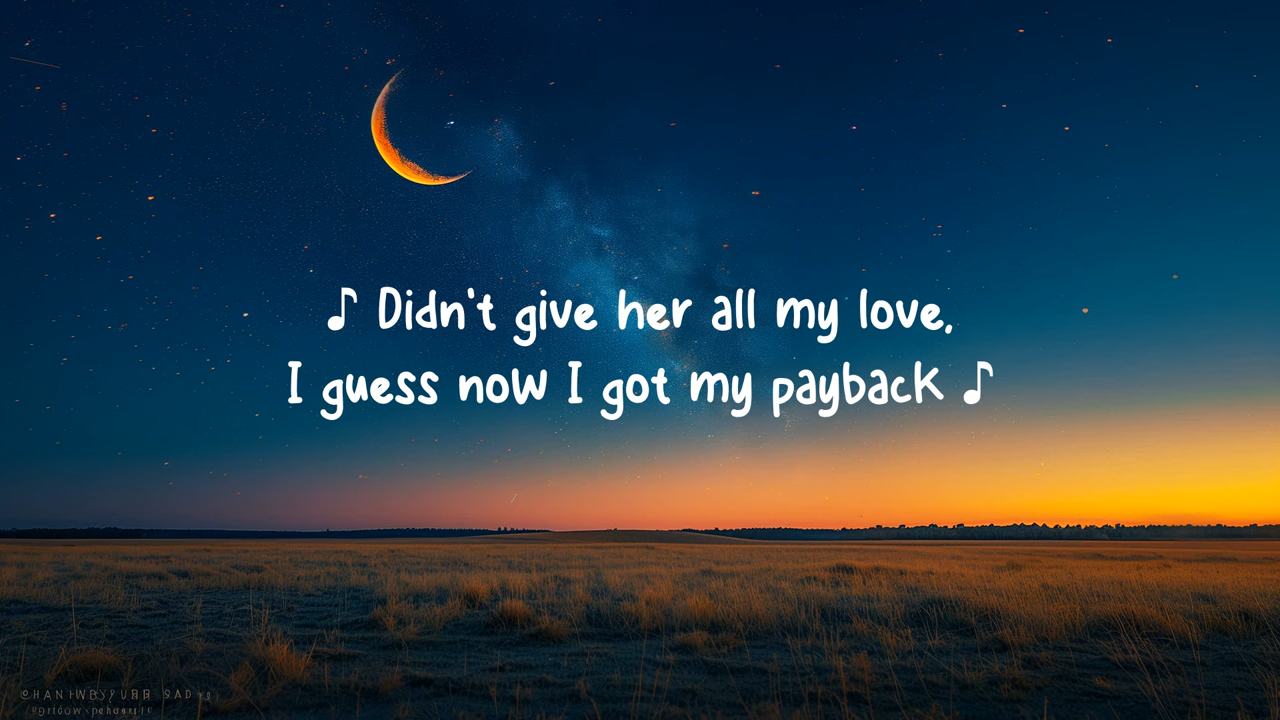 ♪ Didn't give her all my love,
I guess now I got my payback ♪